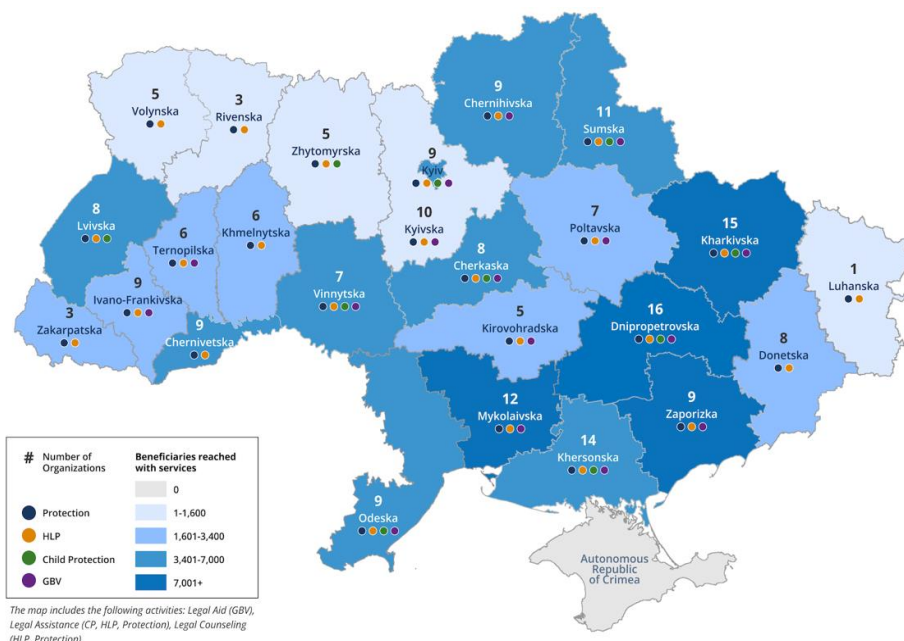 9
Chernihivska
11
Sumska
5
Volynska
3
Rivenska
5
Zhytomyrska
9
Kyiv
10
Kyivska
8
Lvivska
6
Ternopilska
6
Khmelnytska
7
Poltavska
15
Kharkivska
1
Luhanska
8
Cherkaska
9
Ivano-Frankivska
3
Zakarpatska
9
Chernivetska
7
Vinnytska
5
Kirovohradska
16
Dnipropetrovska
8
Donetska
12
Mykolaivska
9
Zaporizka
14
Khersonska
9
Odeska
Autonomous
Republic
of Crimea
# Number of
Organizations
Protection
HLP
Child Protection
GBV
Beneficiaries reached
with services
0
1-1,600
1,601-3,400
3,401-7,000
7,001+
The map includes the following activities: Legal Aid (GBV),
Legal Assistance (CP, HLP, Protection), Legal Counseling
(HLP, Protection)